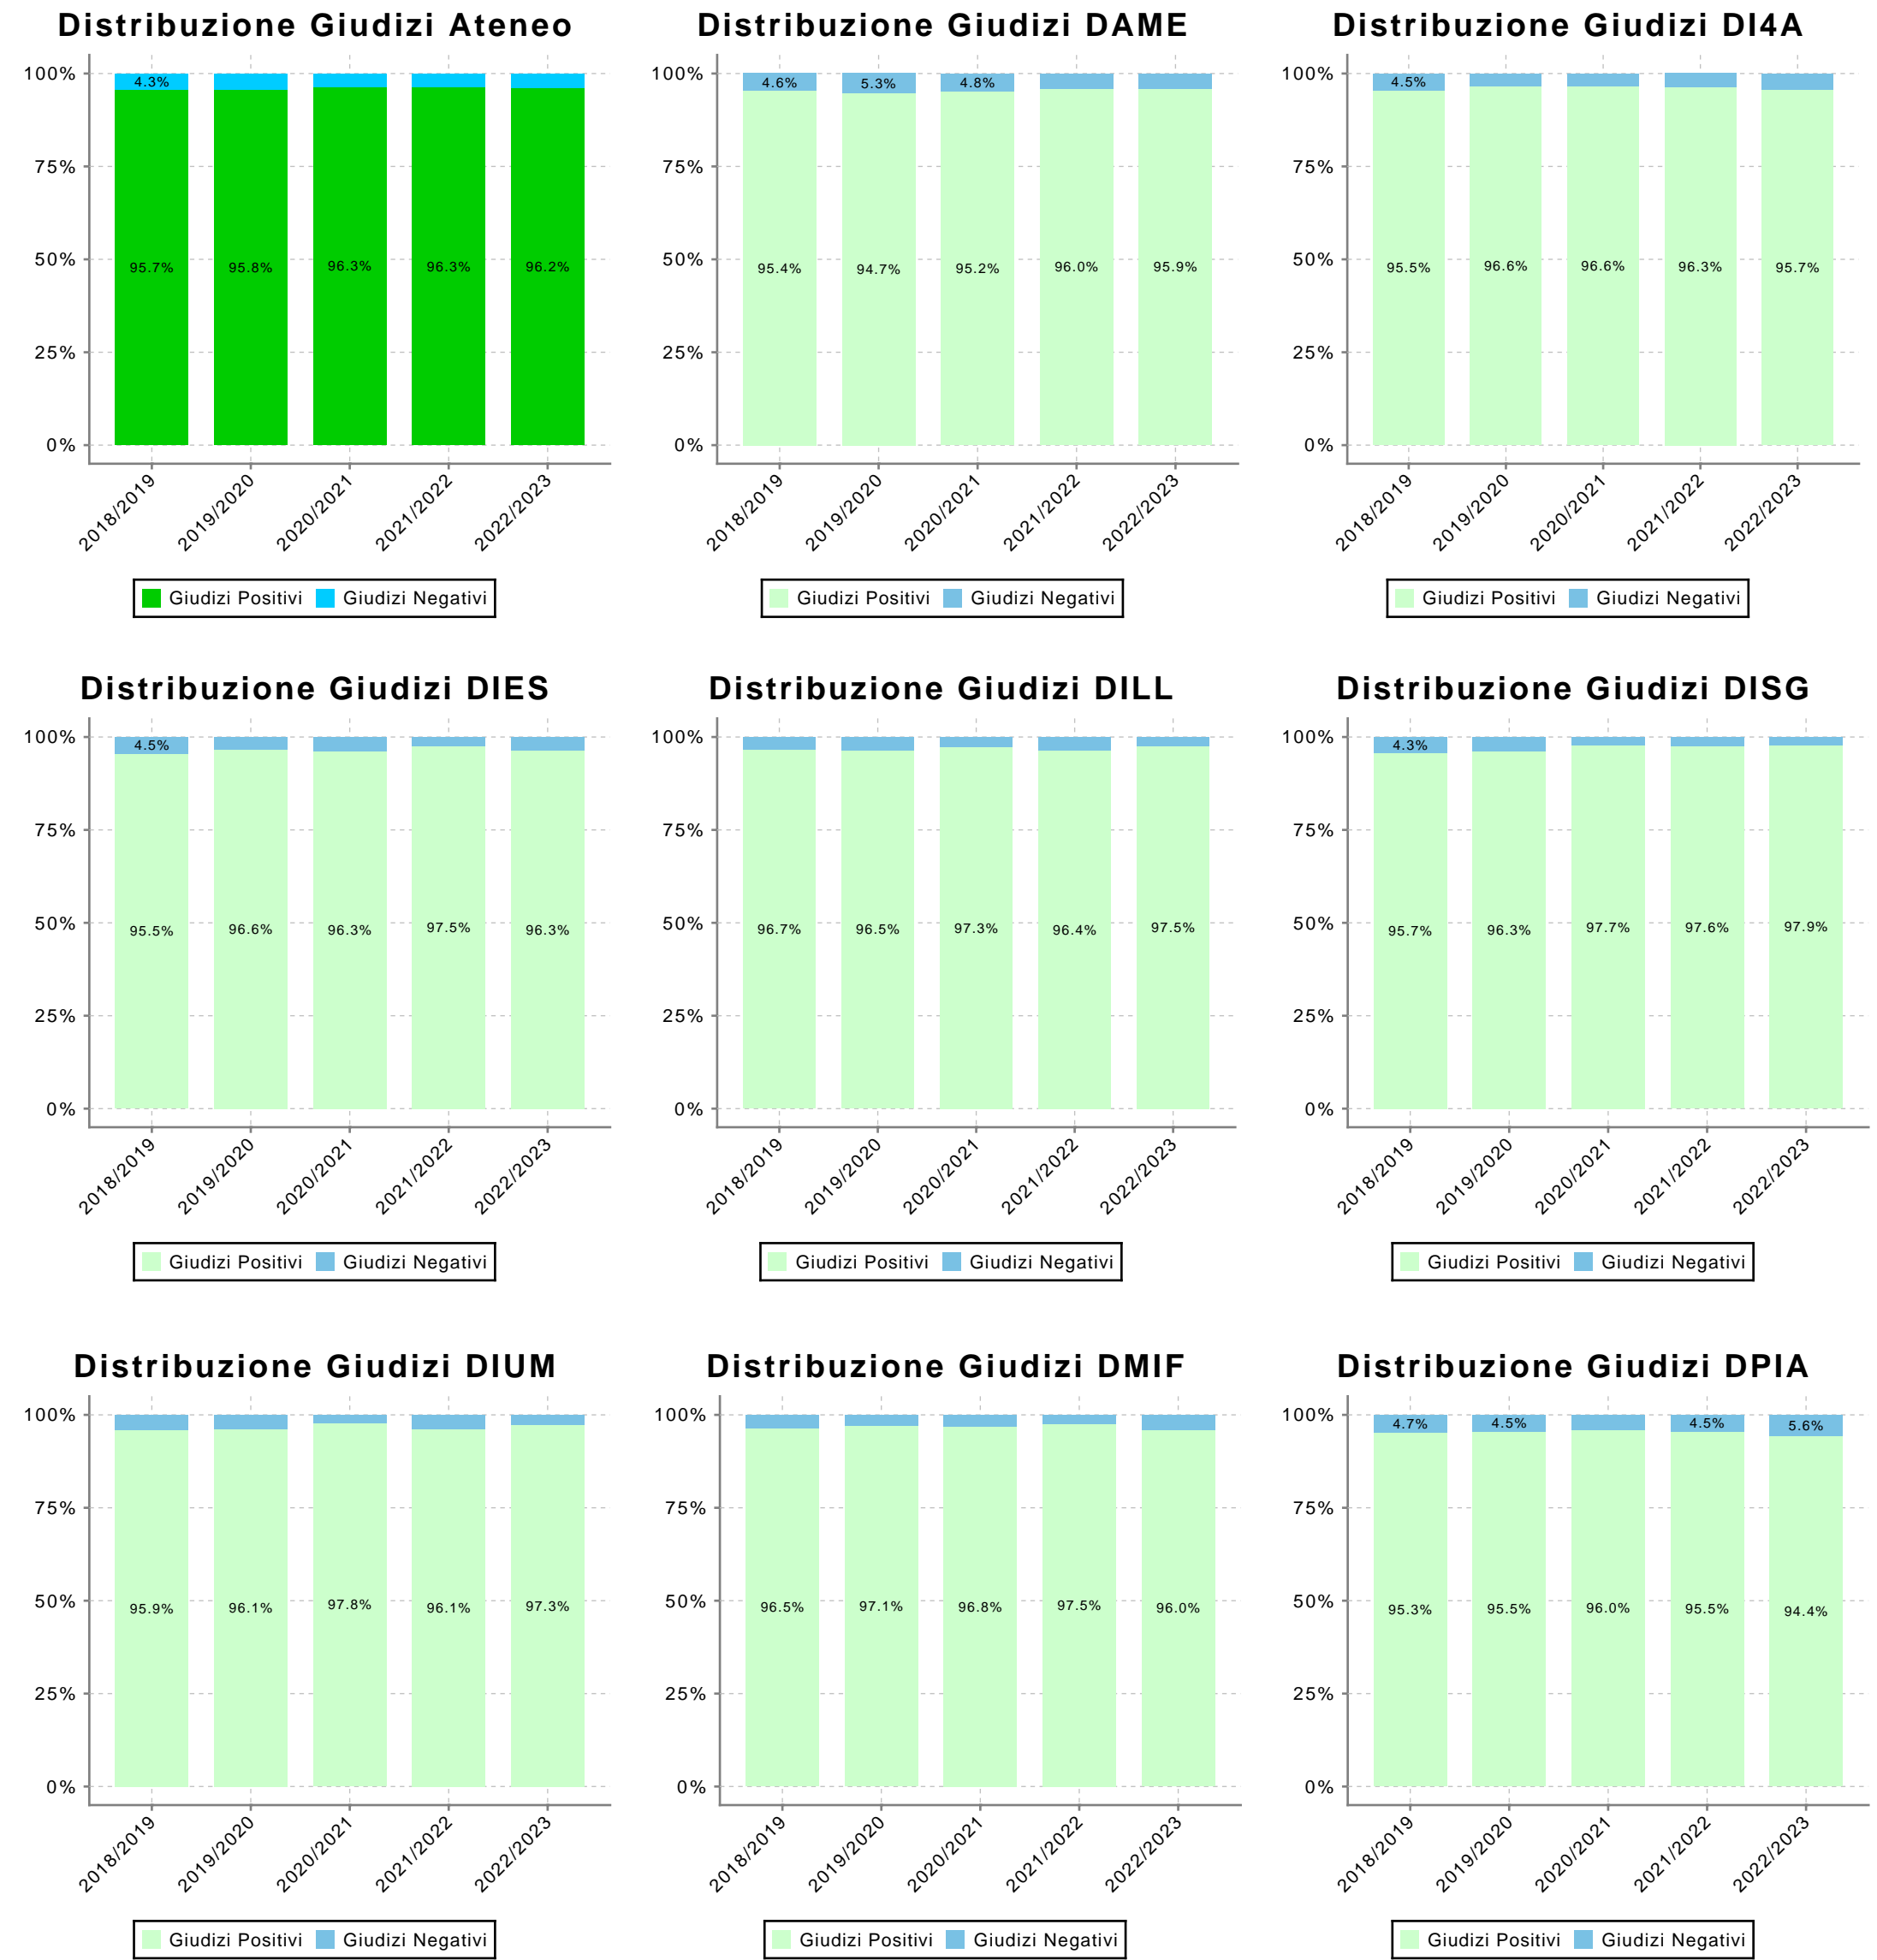 Distribuzione Giudizi Ateneo
100%
75%
50%
25%
0%
4.3%
95.7% 95.8% 96.3% 96.3% 96.2%
2018/2019 2019/2020 2020/2021 2021/2022 2022/2023
Giudizi Positivi Giudizi Negativi
Distribuzione Giudizi DAME
100%
75%
50%
25%
0%
4.6% 5.3% 4.8%
95.4% 94.7% 95.2% 96.0% 95.9%
2018/2019 2019/2020 2020/2021 2021/2022 2022/2023
Giudizi Positivi Giudizi Negativi
Distribuzione Giudizi DI4A
100%
75%
50%
25%
0%
4.5%
95.5% 96.6% 96.6% 96.3% 95.7%
2018/2019 2019/2020 2020/2021 2021/2022 2022/2023
Giudizi Positivi Giudizi Negativi
Distribuzione Giudizi DIES
100%
75%
50%
25%
0%
4.5%
95.5% 96.6% 96.3% 97.5% 96.3%
2018/2019 2019/2020 2020/2021 2021/2022 2022/2023
Giudizi Positivi Giudizi Negativi
Distribuzione Giudizi DILL
100%
75%
50%
25%
0%
96.7% 96.5% 97.3% 96.4% 97.5%
2018/2019 2019/2020 2020/2021 2021/2022 2022/2023
Giudizi Positivi Giudizi Negativi
Distribuzione Giudizi DISG
100%
75%
50%
25%
0%
4.3%
95.7% 96.3% 97.7% 97.6% 97.9%
2018/2019 2019/2020 2020/2021 2021/2022 2022/2023
Giudizi Positivi Giudizi Negativi
Distribuzione Giudizi DIUM
100%
75%
50%
25%
0%
95.9% 96.1% 97.8% 96.1% 97.3%
2018/2019 2019/2020 2020/2021 2021/2022 2022/2023
Giudizi Positivi Giudizi Negativi
Distribuzione Giudizi DMIF
100%
75%
50%
25%
0%
96.5% 97.1% 96.8% 97.5% 96.0%
2018/2019 2019/2020 2020/2021 2021/2022 2022/2023
Giudizi Positivi Giudizi Negativi
Distribuzione Giudizi DPIA
100%
75%
50%
25%
0%
4.7% 4.5% 4.5% 5.6%
95.3% 95.5% 96.0% 95.5% 94.4%
2018/2019 2019/2020 2020/2021 2021/2022 2022/2023
Giudizi Positivi Giudizi Negativi